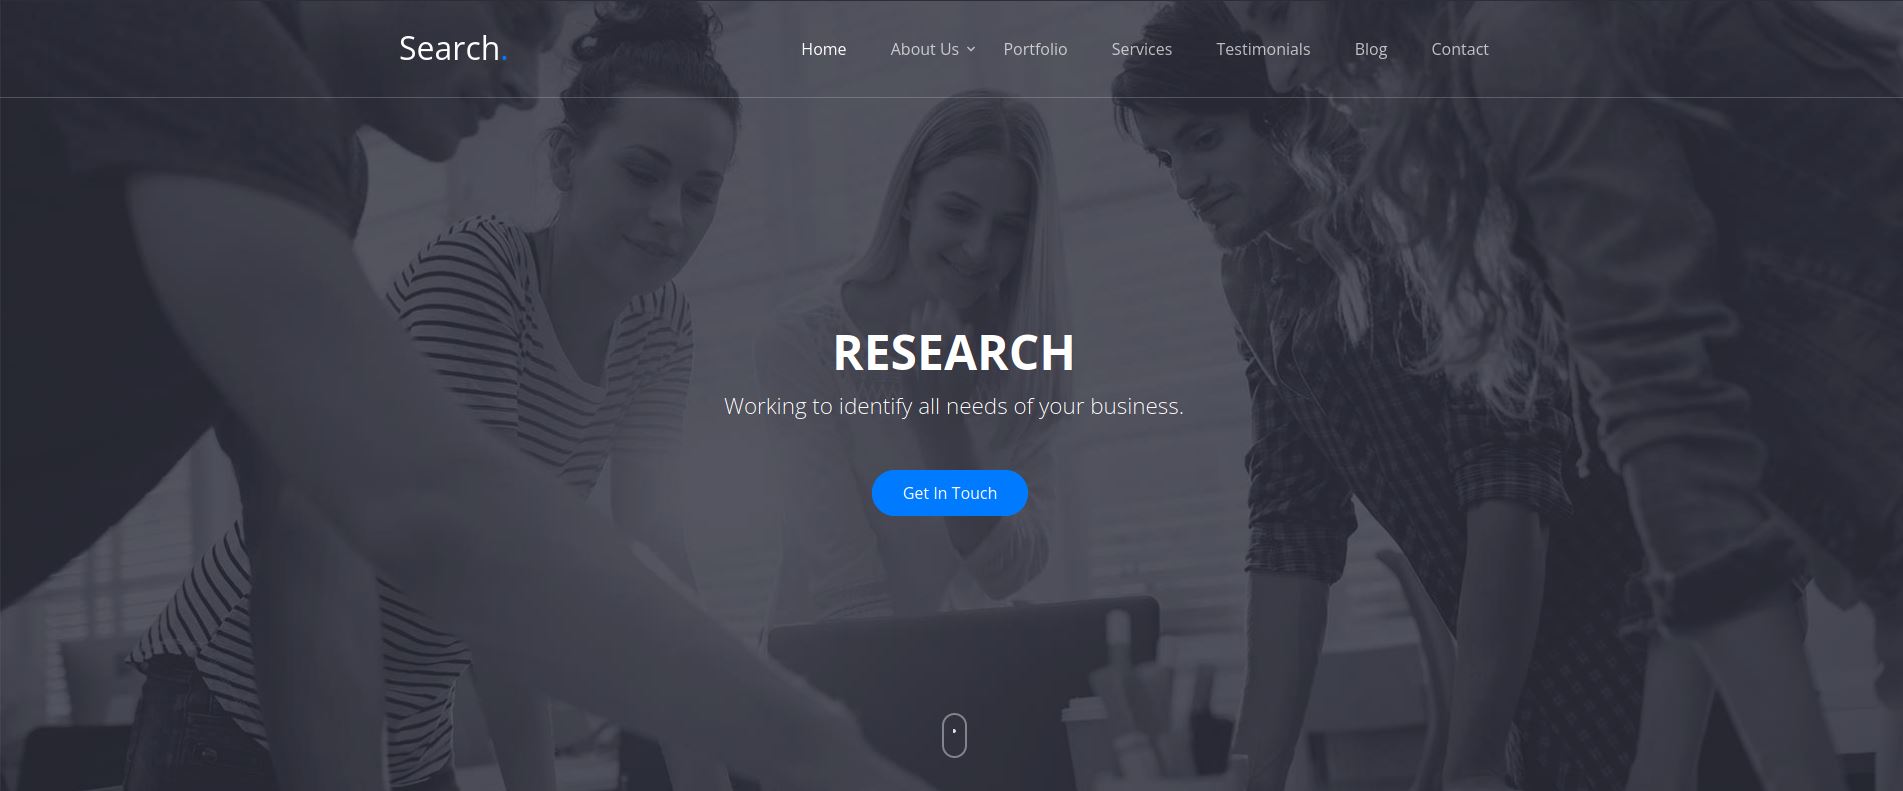 Search.
Home About Us Portfolio Services Testimonials Blog Contact
RESEARCH
Working to identify all needs of your business.
Get In Touch